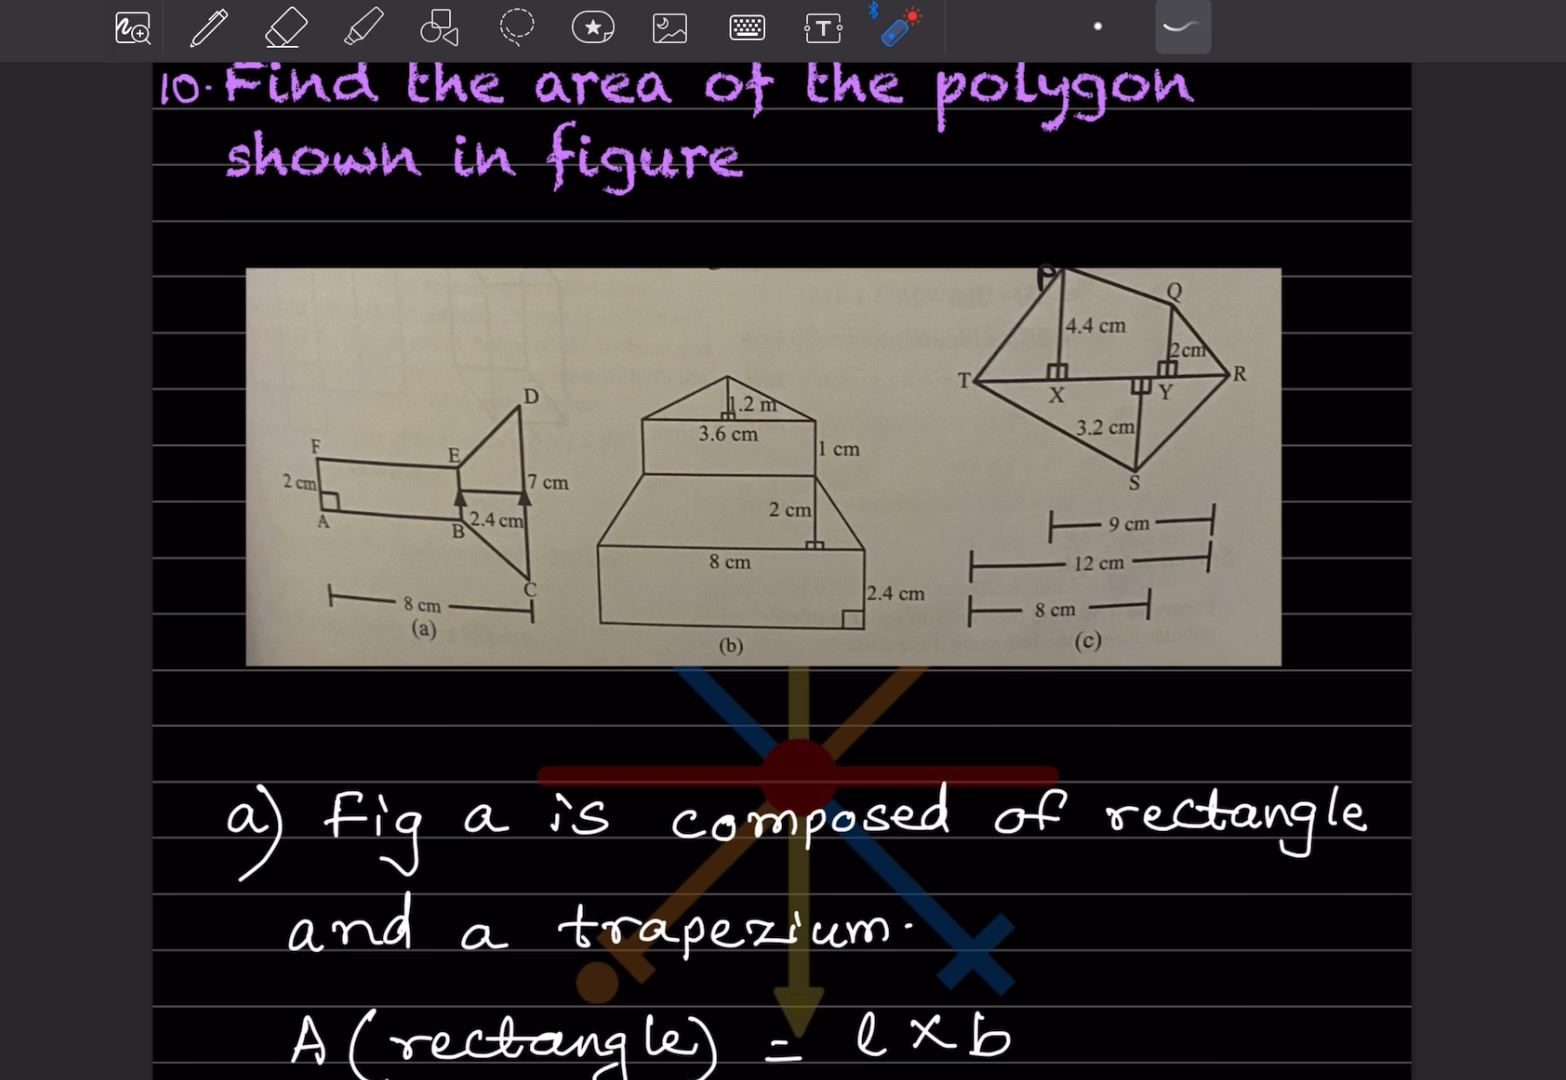 10. Find the area of the polygon
shown in figure
P
Q
4.4 cm
2cm
T
X
Y
R
3.2 cm
S
9 cm
12 cm
8 cm
(c)
1.2 m
3.6 cm
1 cm
2 cm
8 cm
2.4 cm
(b)
D
F
E
2 cm
7 cm
A
B
2.4 cm
C
8 cm
(a)
a) Fig a is composed of rectangle
and a trapezium.
A (rectangle) = l × b